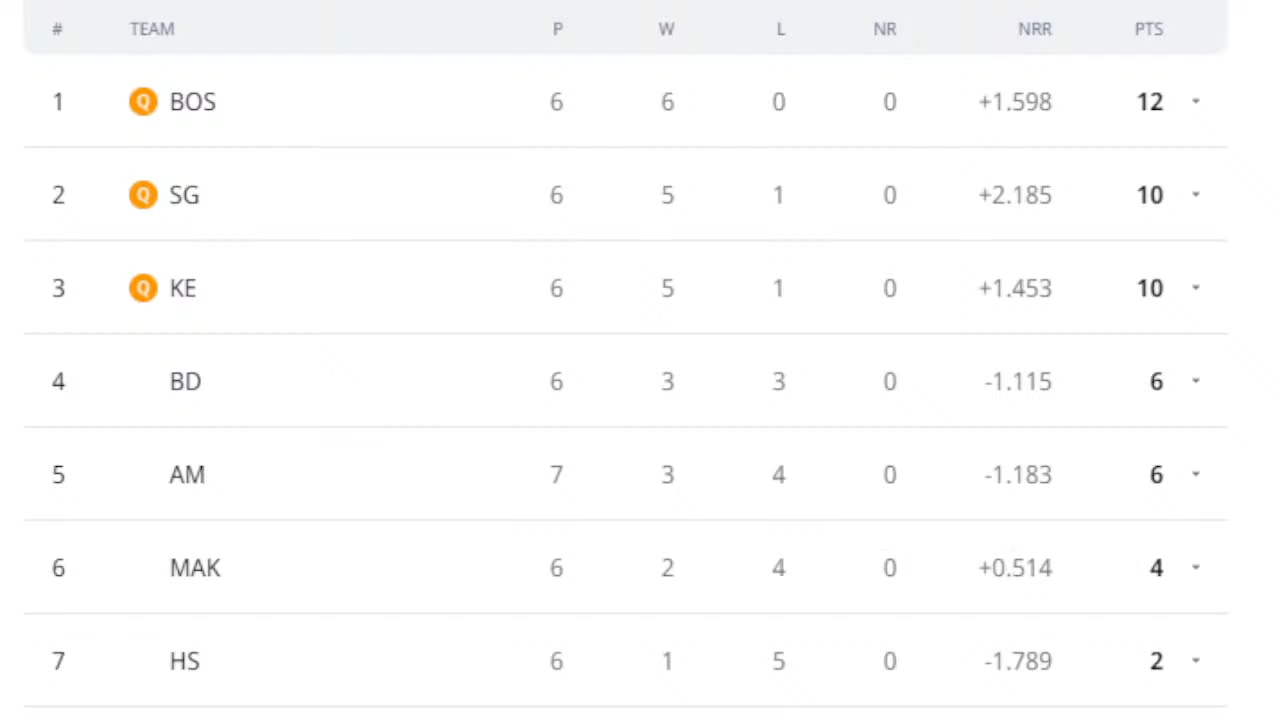 # TEAM P W L NR NRR PTS
1 Q BOS 6 6 0 0 +1.598 12
2 Q SG 6 5 1 0 +2.185 10
3 Q KE 6 5 1 0 +1.453 10
4 BD 6 3 3 0 -1.115 6
5 AM 7 3 4 0 -1.183 6
6 MAK 6 2 4 0 +0.514 4
7 HS 6 1 5 0 -1.789 2